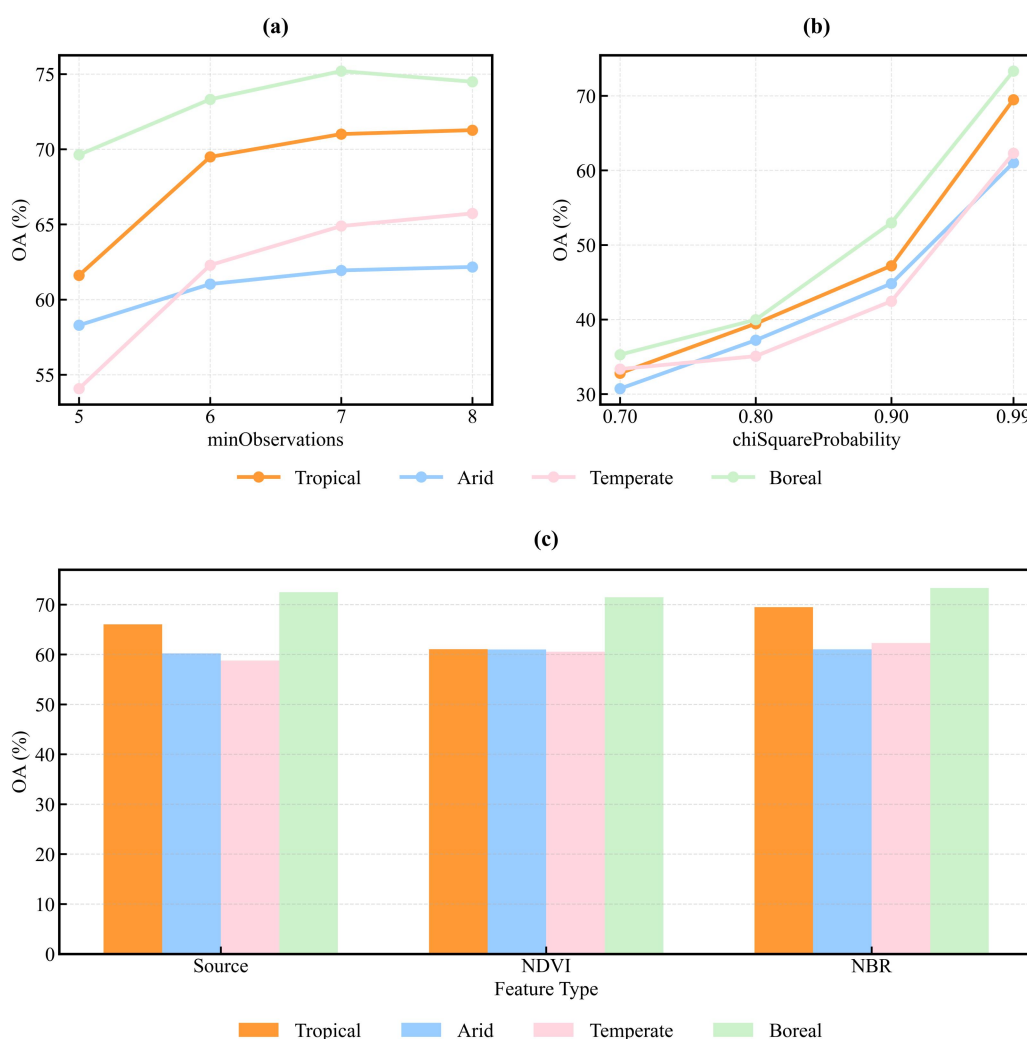 (a)
(b)
75
70
65
60
55
OA (%)
5 6 7 8
minObservations
70
60
50
40
30
OA (%)
0.70 0.80 0.90 0.99
chiSquareProbability
Tropical Arid Temperate Boreal
(c)
70
60
50
40
30
20
10
0
OA (%)
Source NDVI NBR
Feature Type
Tropical Arid Temperate Boreal